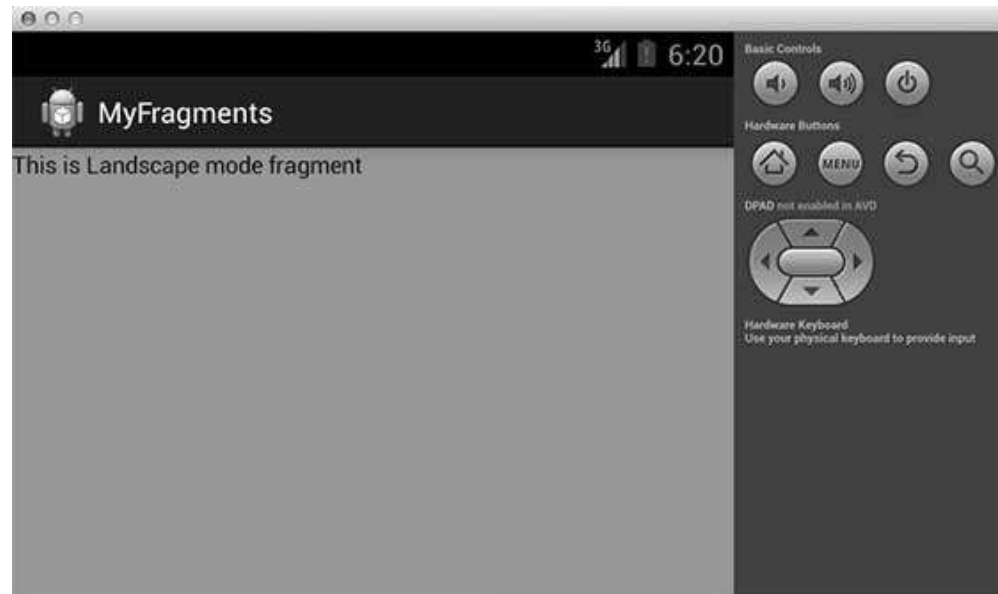 3G 6:20
MyFragments
This is Landscape mode fragment
Basic Controls
Hardware Buttons
MENU
DPAD not enabled in AVD
Hardware Keyboard
Use your physical keyboard to provide input